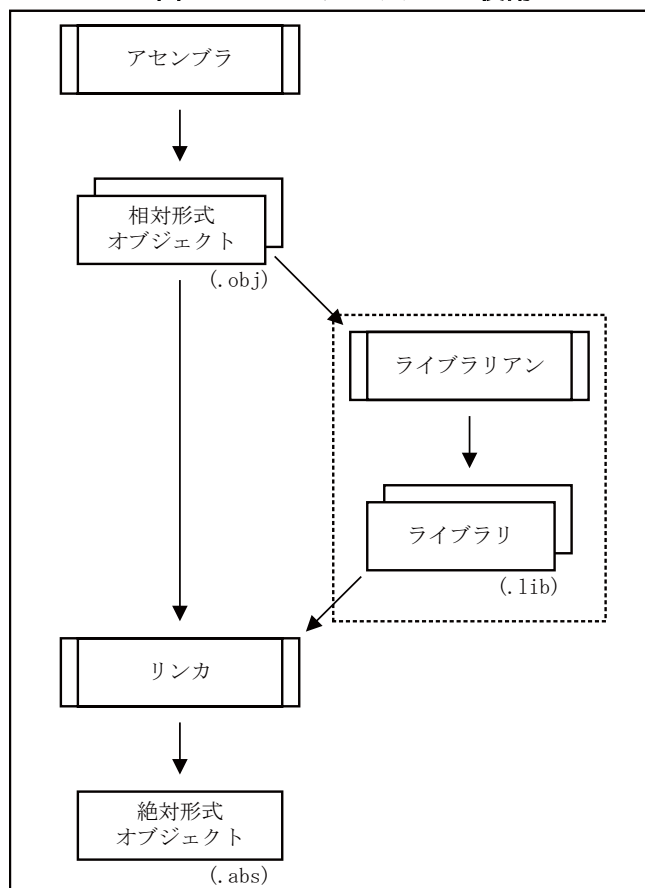 アセンブラ
相対形式
オブジェクト
(.obj)
ライブラリアン
ライブラリ
(.lib)
リンカ
絶対形式
オブジェクト
(.abs)